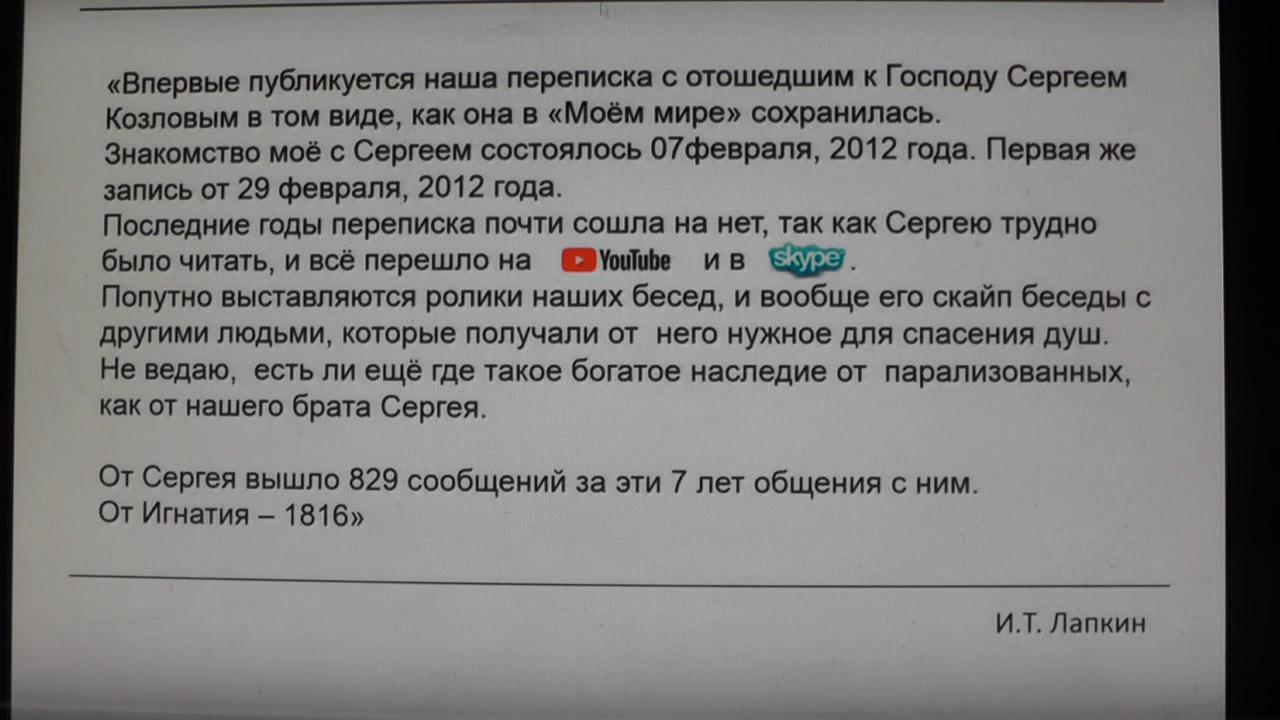 «Впервые публикуется наша переписка с отошедшим к Господу Сергеем
Козловым в том виде, как она в «Моём мире» сохранилась.
Знакомство моё с Сергеем состоялось 07февраля, 2012 года. Первая же
запись от 29 февраля, 2012 года.
Последние годы переписка почти сошла на нет, так как Сергею трудно
было читать, и всё перешло на YouTube и в skype .
Попутно выставляются ролики наших бесед, и вообще его скайп беседы с
другими людьми, которые получали от него нужное для спасения душ.
Не ведаю, есть ли ещё где такое богатое наследие от парализованных,
как от нашего брата Сергея.
От Сергея вышло 829 сообщений за эти 7 лет общения с ним.
От Игнатия – 1816»
И.Т. Лапкин